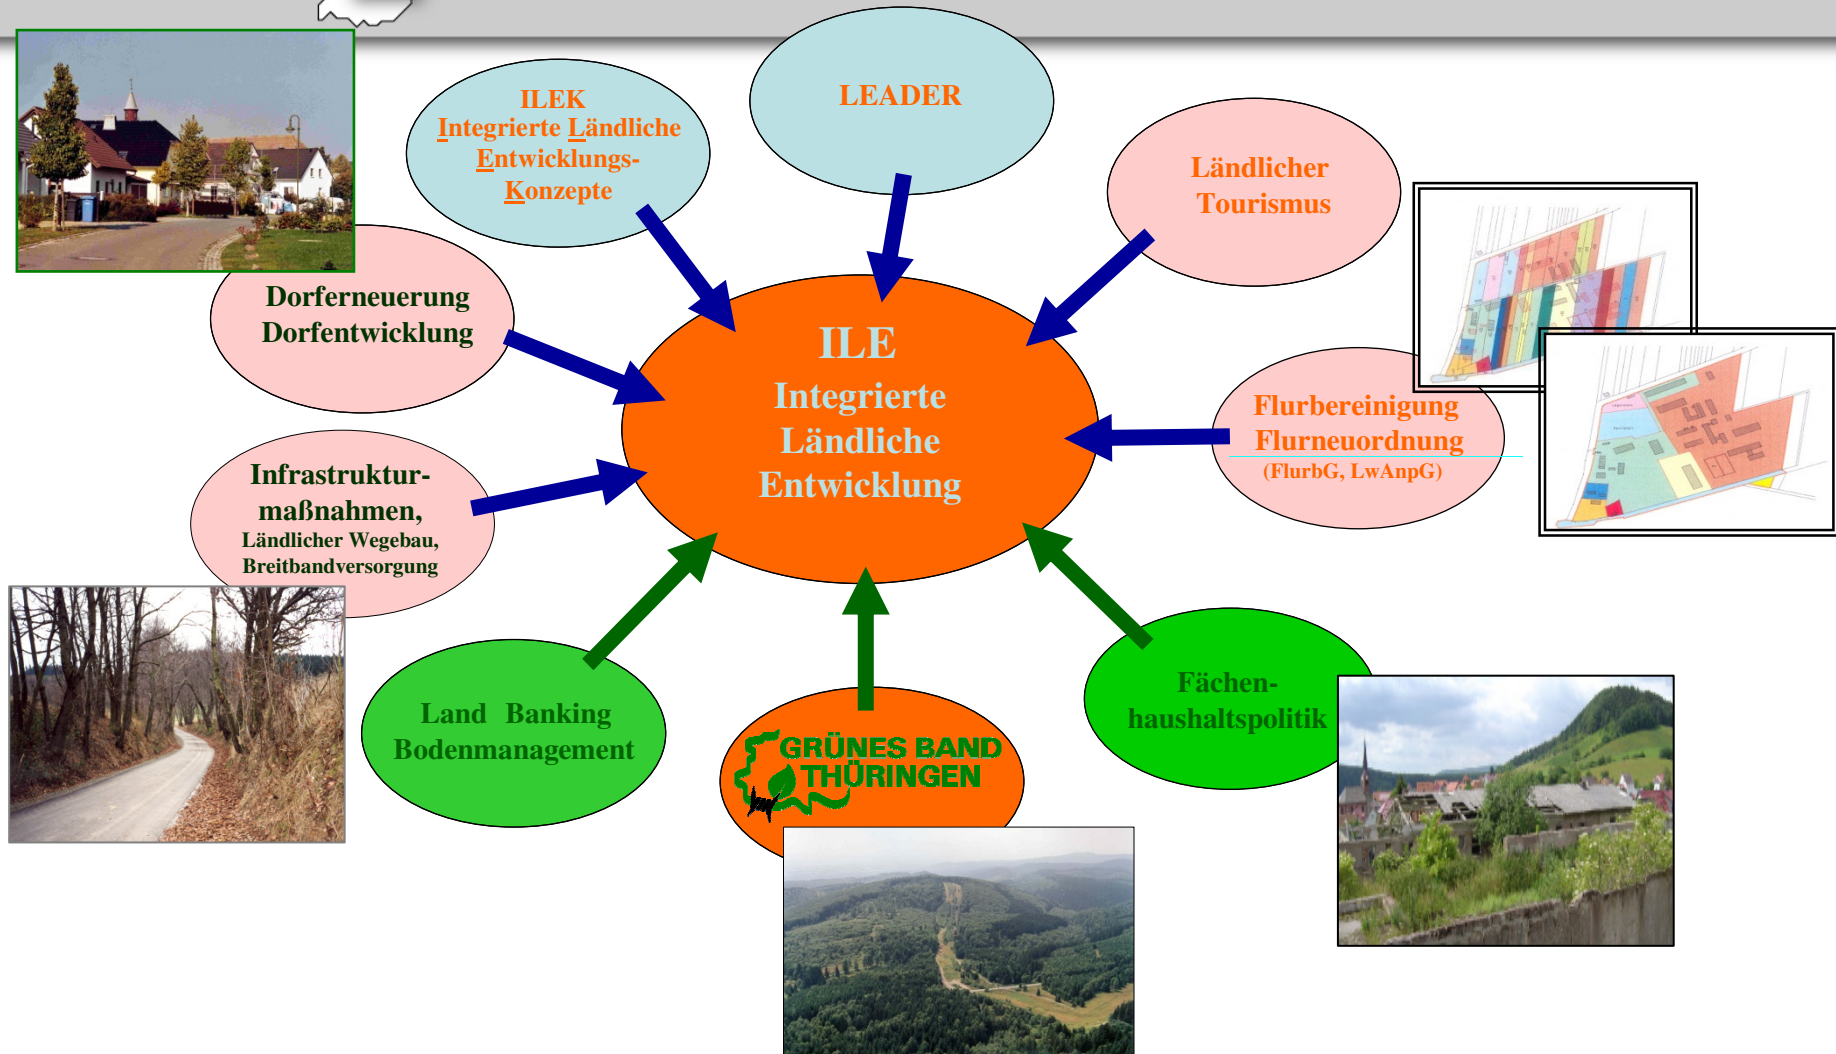 ILEK
Integrierte Ländliche
Entwicklungs-
Konzepte
LEADER
Ländlicher
Tourismus
Dorferneuerung
Dorfentwicklung
ILE
Integrierte
Ländliche
Entwicklung
Flurbereinigung
Flurneuordnung
(FlurbG, LwAnpG)
Infrastruktur-
maßnahmen,
Ländlicher Wegebau,
Breitbandversorgung
Land Banking
Bodenmanagement
GRÜNES BAND
THÜRINGEN
Fächen-
haushaltspolitik